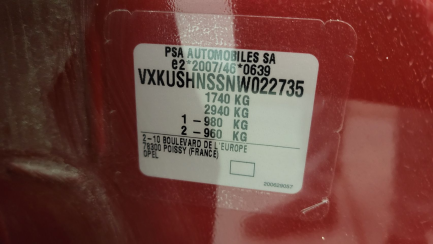 PSA AUTOMOBILES SA
e2*2007/46*0639
VXKUSHNSSNW022735
1740 KG
2940 KG
1 - 980 KG
2 - 960 KG
2-10 BOULEVARD DE L'EUROPE
78300 POISSY (FRANCE)
OPEL